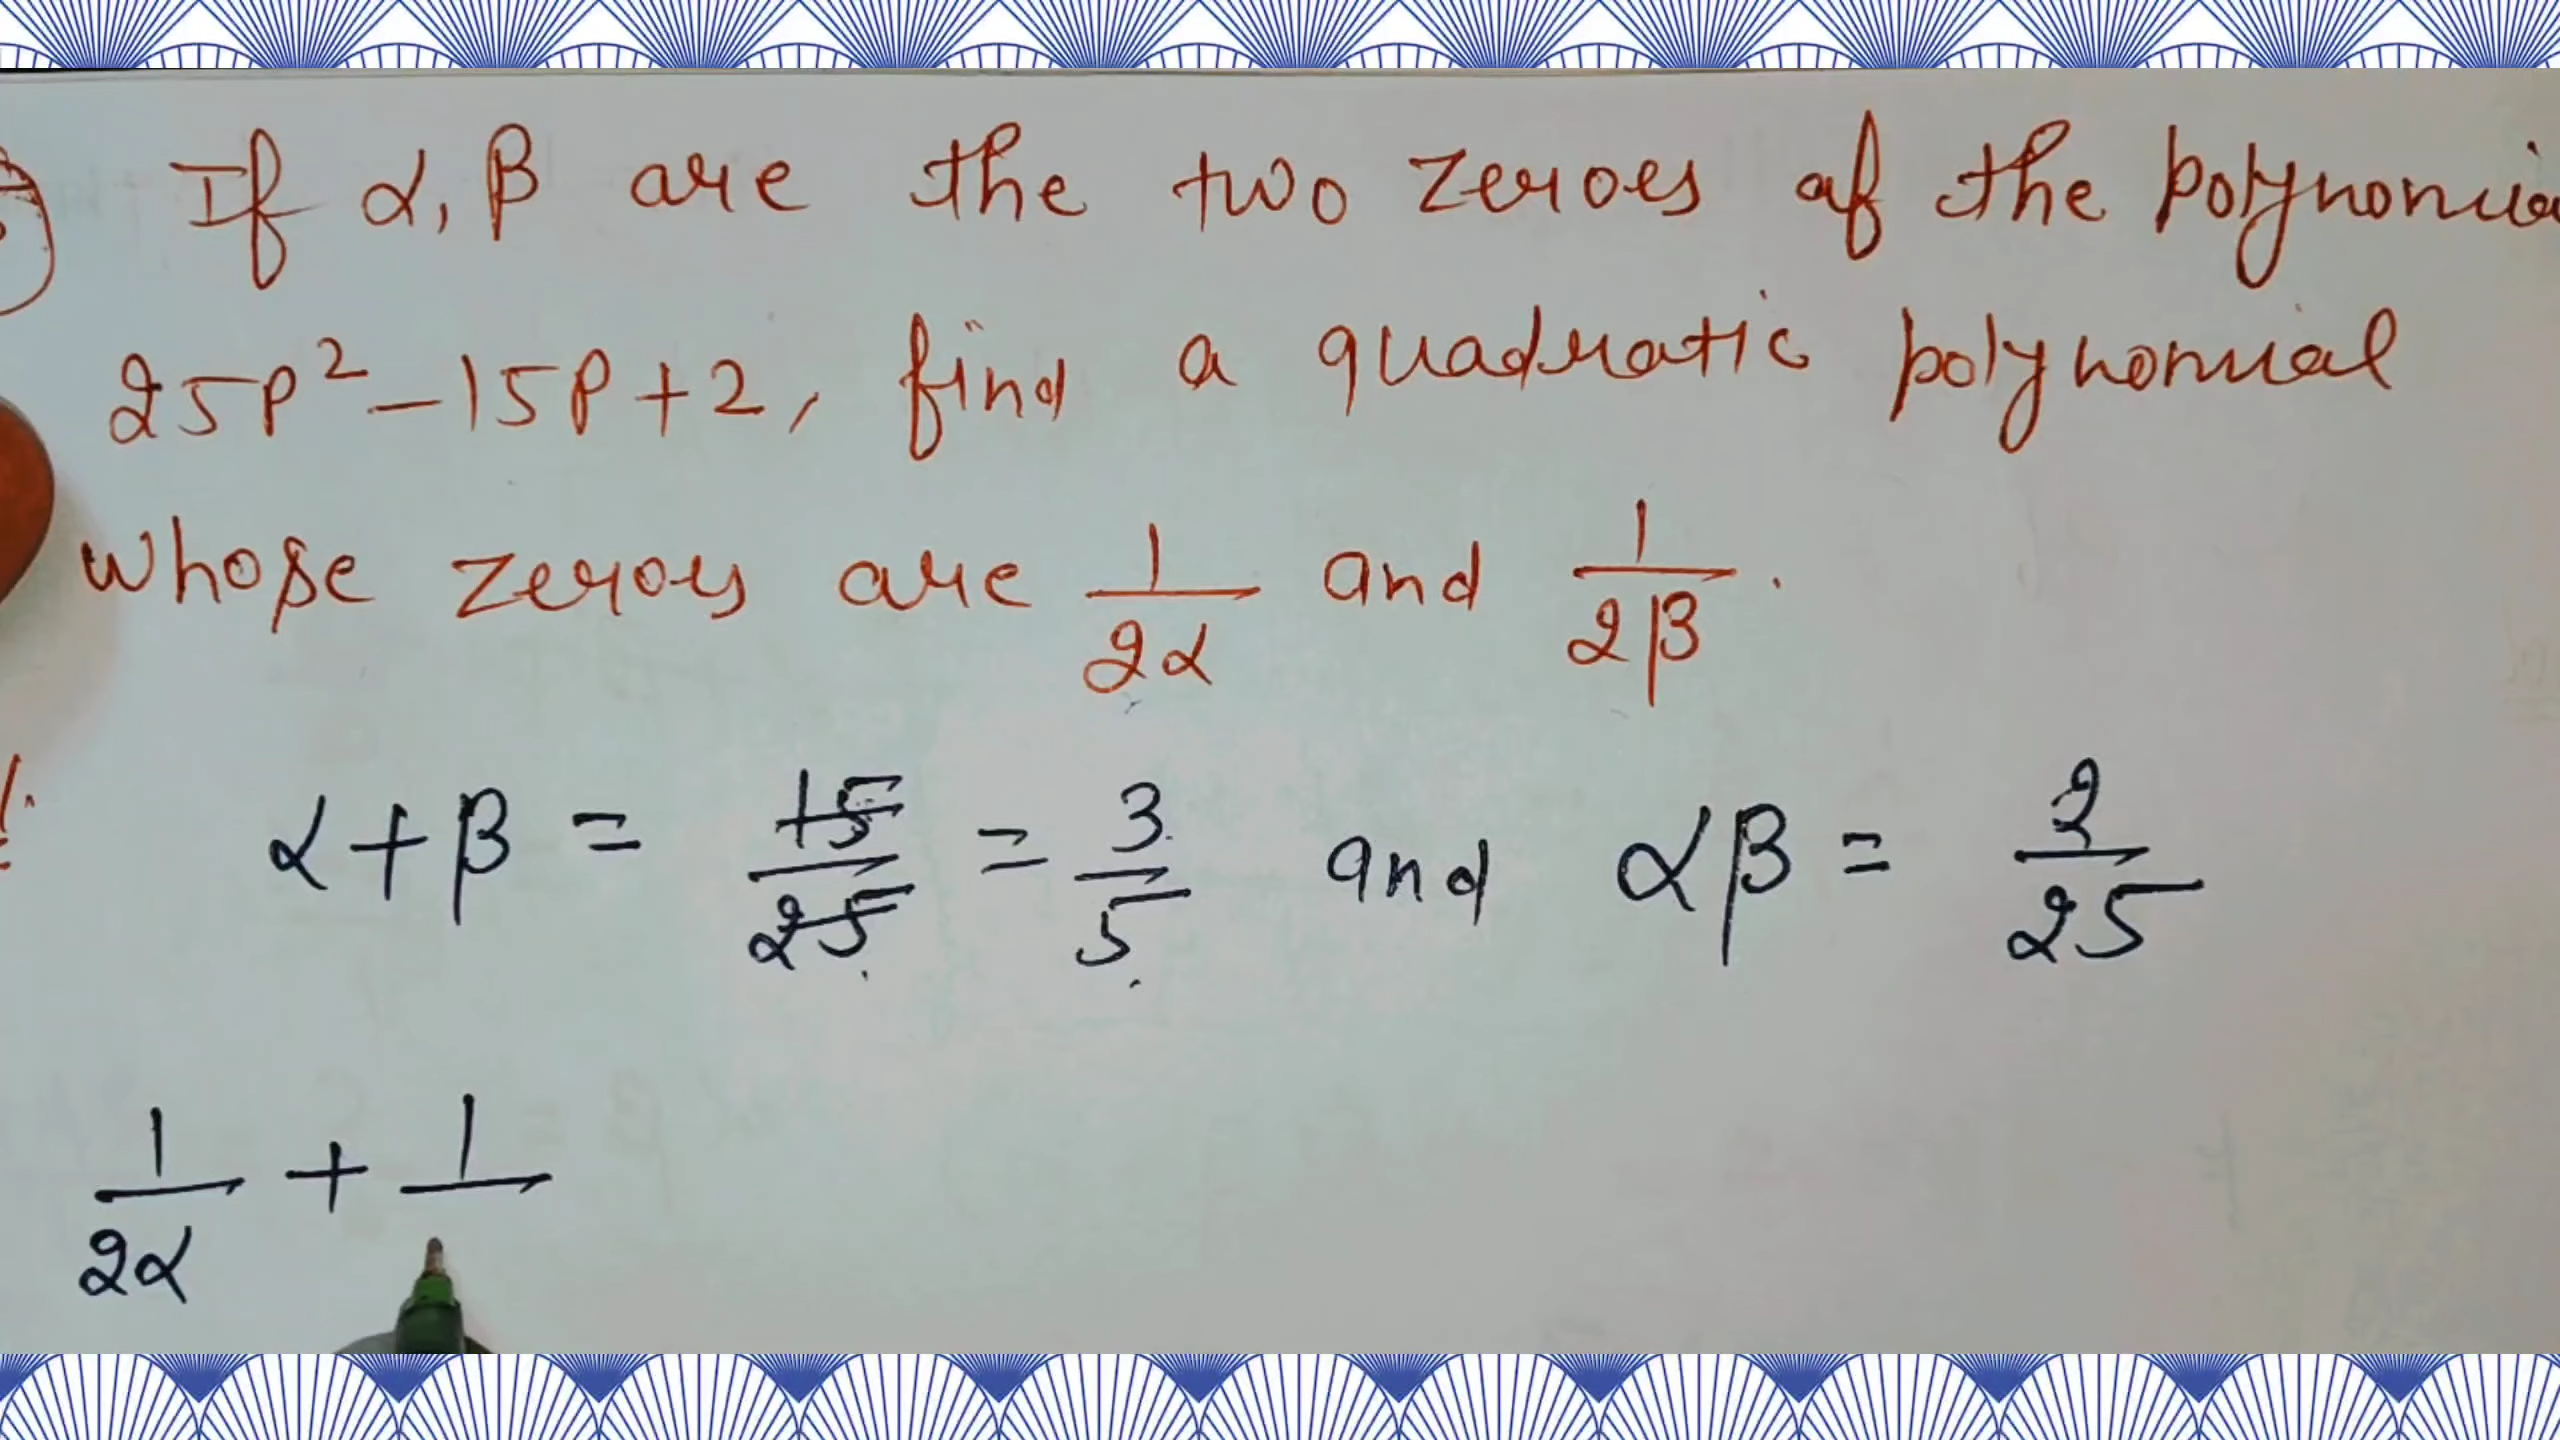 If α, β are the two zeroes of the polynomia
25p² - 15p + 2, find a quadratic polynomial
whose zeroes are 1/2α and 1/2β.
α + β = 15/25 = 3/5 and αβ = 2/25
1/2α + 1/